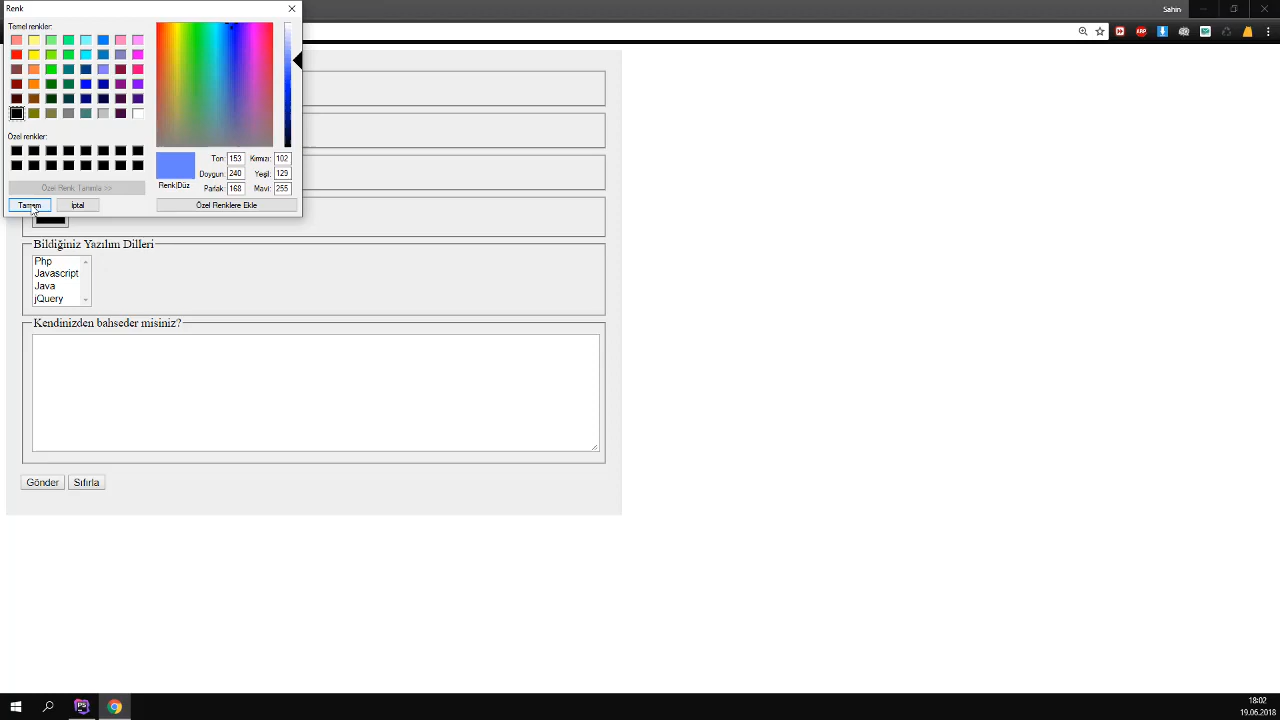 Renk
Sahin
Temel renkler:
Özel renkler:
Ton: 153 Kırmızı: 102
Doygun: 240 Yeşil: 129
Renk|Düz Parlak: 168 Mavi: 255
Özel Renk Tanımla >>
Tamam İptal Özel Renklere Ekle
Bildiğiniz Yazılım Dilleri
Php
Javascript
Java
jQuery
Kendinizden bahseder misiniz?
Gönder Sıfırla
PS
18:02
19.06.2018